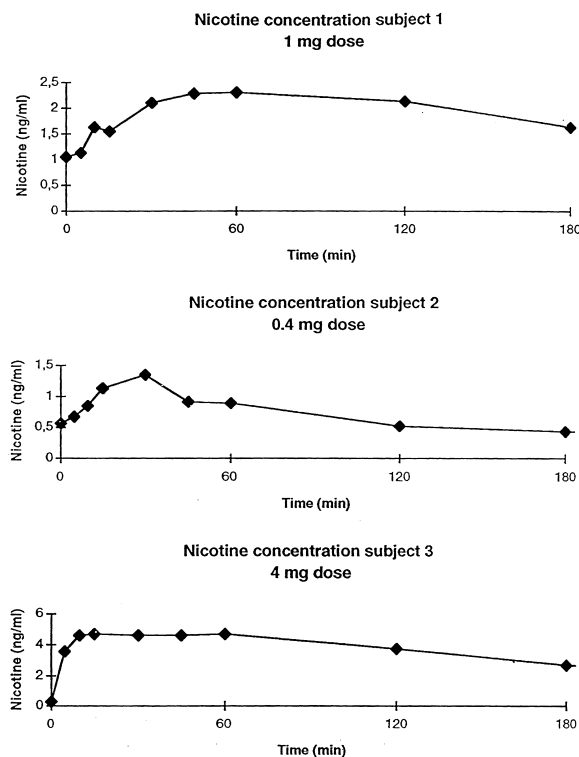 Nicotine concentration subject 1
1 mg dose
Nicotine (ng/ml)
2,5
2
1,5
1
0,5
0
0 60 120 180
Time (min)
Nicotine concentration subject 2
0.4 mg dose
Nicotine (ng/ml)
1,5
1
0,5
0
0 60 120 180
Time (min)
Nicotine concentration subject 3
4 mg dose
Nicotine (ng/ml)
6
4
2
0
0 60 120 180
Time (min)